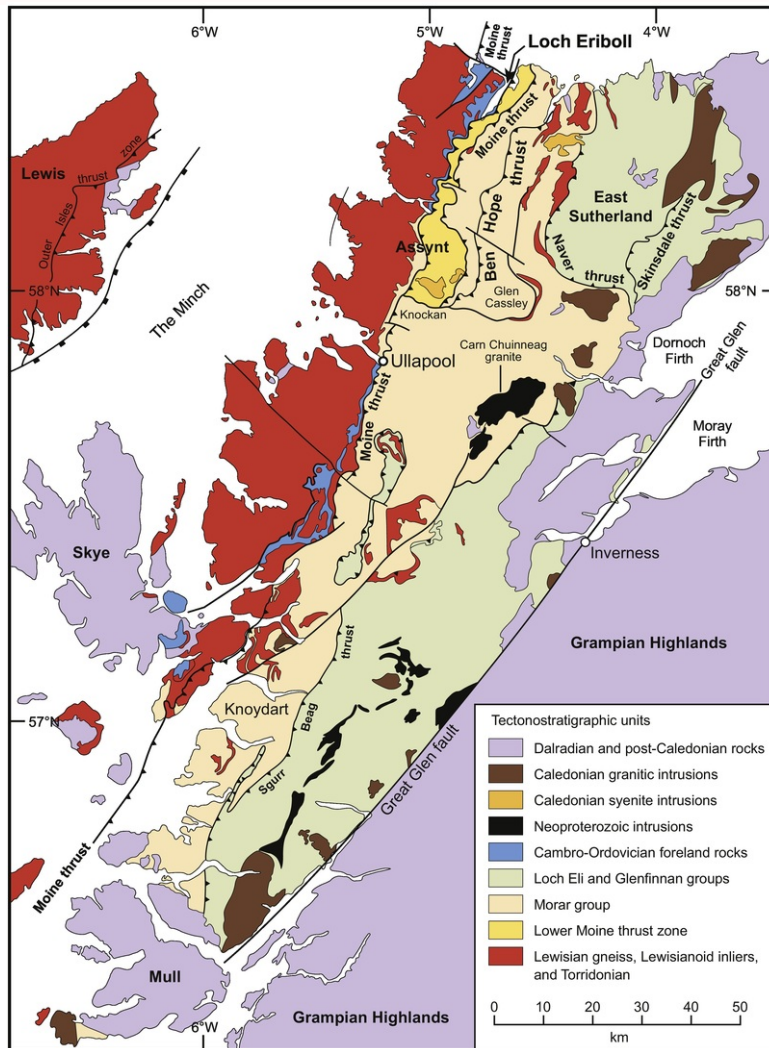 6°W
5°W
4°W
Moine
thrust
Loch Eriboll
Moine thrust
Lewis
Outer
Isles
thrust
zone
The Minch
58°N
58°N
Assynt
Knockan
Ben
Hope
thrust
Glen
Cassley
Naver
thrust
East
Sutherland
Skinsdale thrust
Ullapool
Carn Chuinneag
granite
Dornoch
Firth
Great Glen
fault
Moray
Firth
Moine
thrust
Skye
Inverness
Grampian Highlands
57°N
Knoydart
Sgurr
Beag
thrust
Great Glen fault
Moine thrust
Mull
6°W
Grampian Highlands
Tectonostratigraphic units
Dalradian and post-Caledonian rocks
Caledonian granitic intrusions
Caledonian syenite intrusions
Neoproterozoic intrusions
Cambro-Ordovician foreland rocks
Loch Eli and Glenfinnan groups
Morar group
Lower Moine thrust zone
Lewisian gneiss, Lewisianoid inliers,
and Torridonian
0 10 20 30 40 50
km